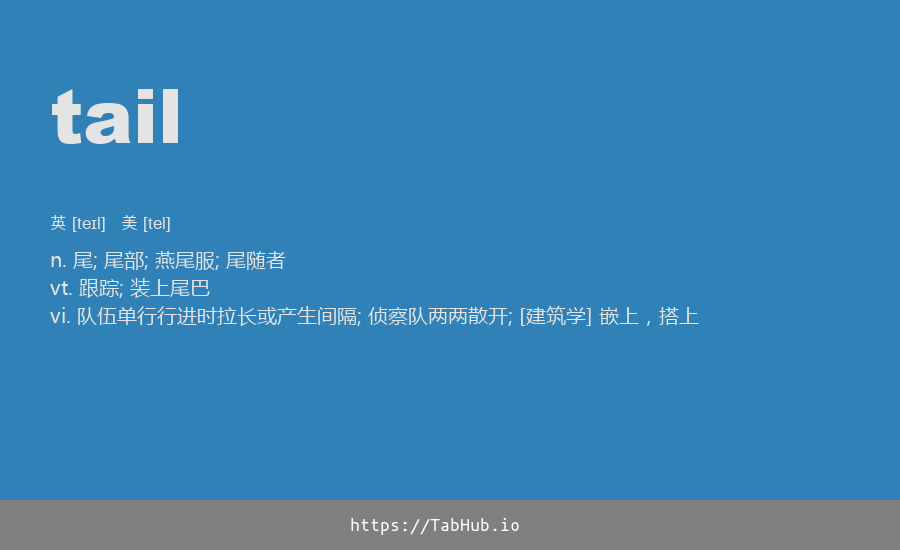 tail
英 [teɪl] 美 [tel]
n. 尾; 尾部; 燕尾服; 尾随者
vt. 跟踪; 装上尾巴
vi. 队伍单行行进时拉长或产生间隔; 侦察队两两散开; [建筑学] 嵌上，搭上
https://TabHub.io